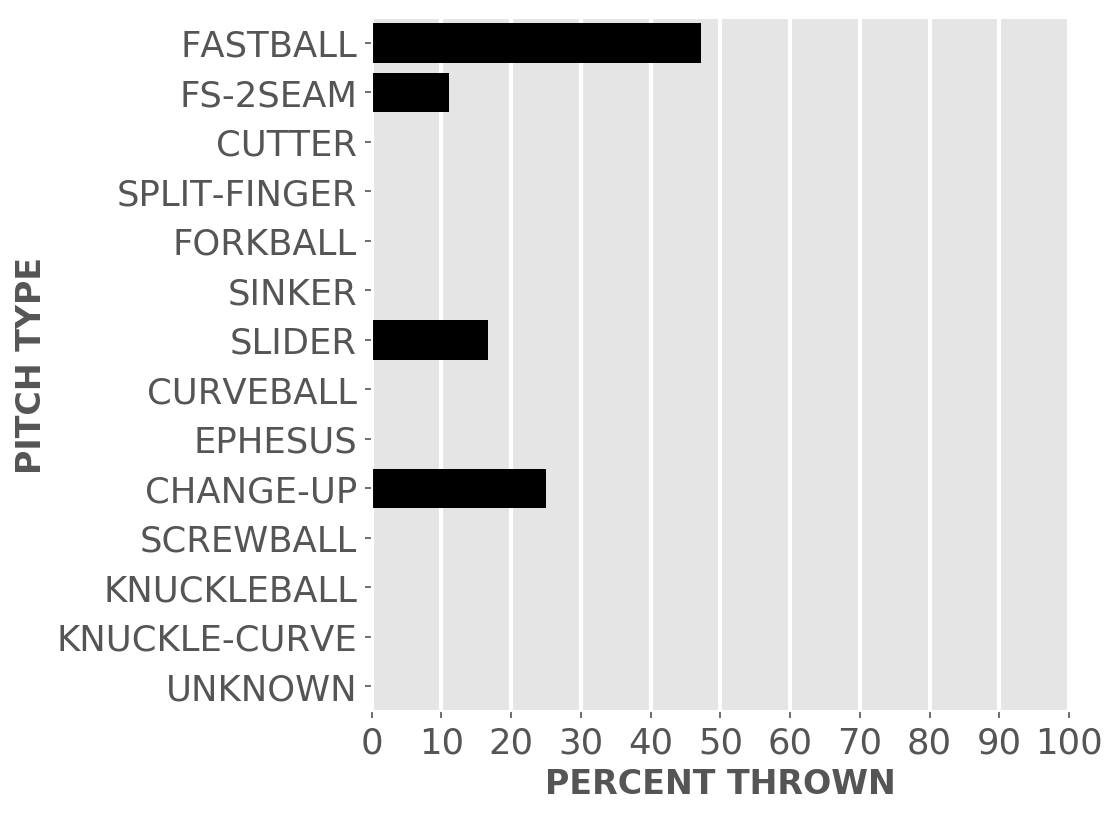 FASTBALL
FS-2SEAM
CUTTER
SPLIT-FINGER
FORKBALL
SINKER
SLIDER
CURVEBALL
EPHESUS
CHANGE-UP
SCREWBALL
KNUCKLEBALL
KNUCKLE-CURVE
UNKNOWN
PITCH TYPE
0 10 20 30 40 50 60 70 80 90 100
PERCENT THROWN